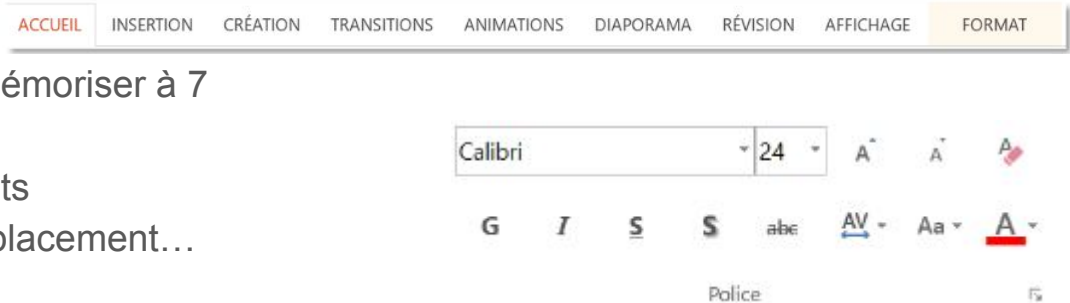 ACCUEIL INSERTION CRÉATION TRANSITIONS ANIMATIONS DIAPORAMA RÉVISION AFFICHAGE FORMAT
émoriser à 7
Calibri 24 A A A
ts
G I S S abc AV Aa A
placement…
Police